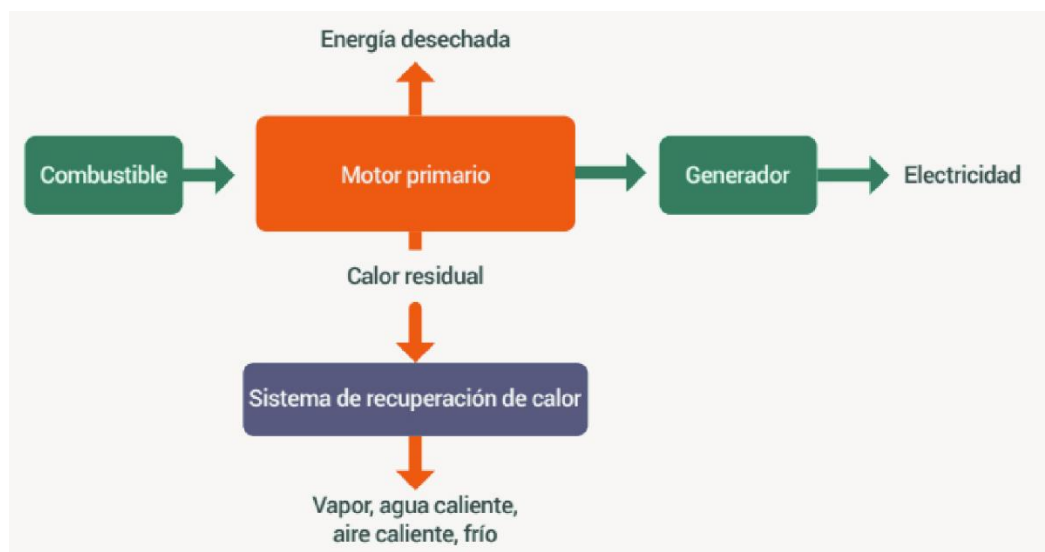 Energía desechada
Combustible
Motor primario
Generador
Electricidad
Calor residual
Sistema de recuperación de calor
Vapor, agua caliente,
aire caliente, frío